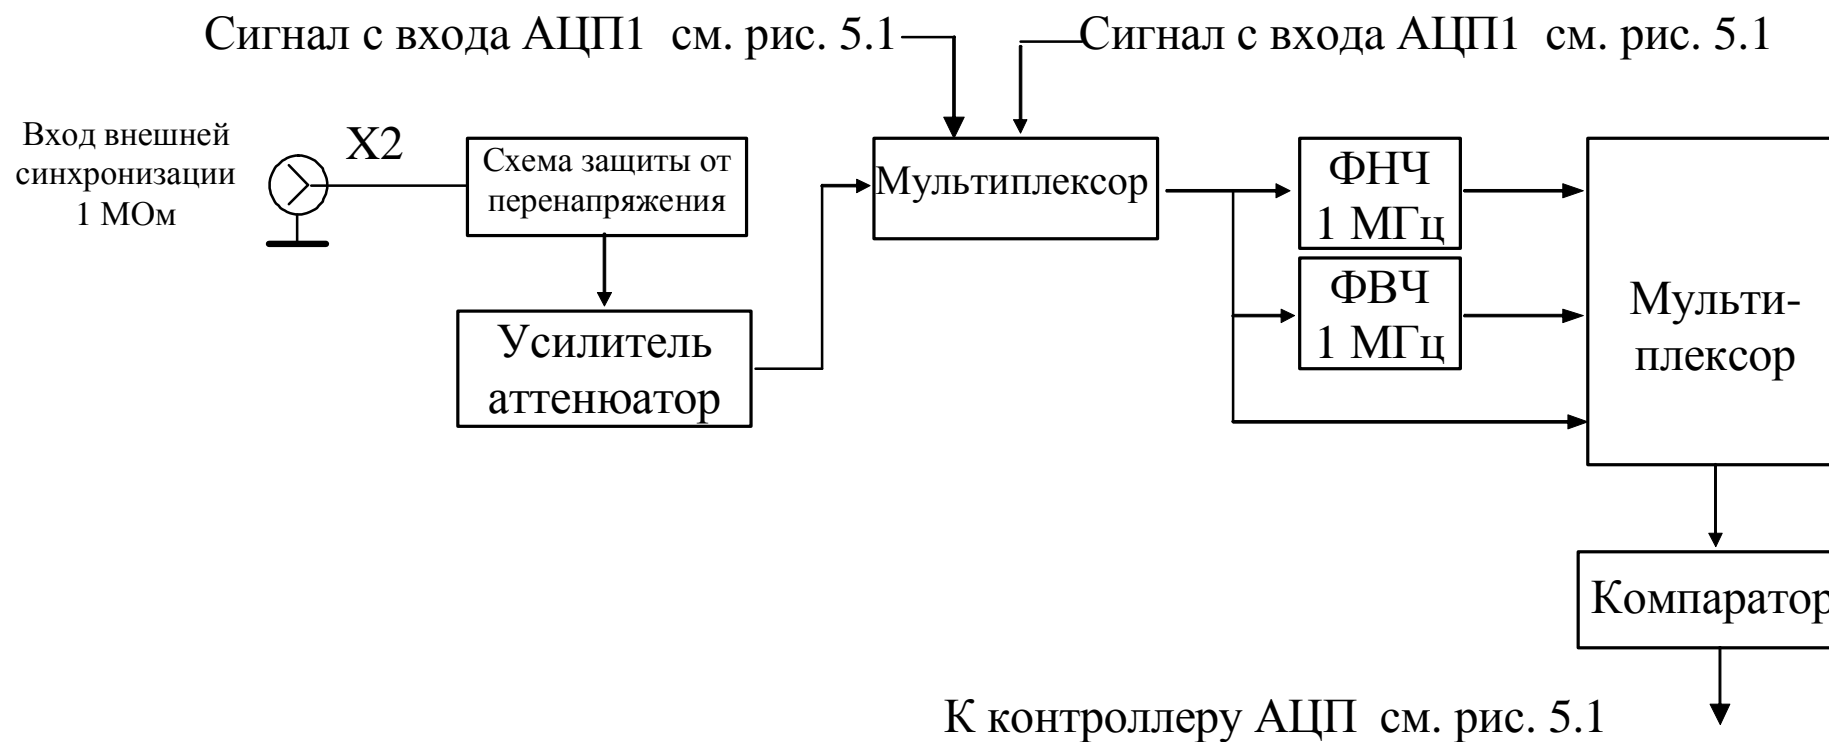 Сигнал с входа АЦП1 см. рис. 5.1
Сигнал с входа АЦП1 см. рис. 5.1
Вход внешней
синхронизации
1 МОм
X2
Схема защиты от
перенапряжения
Усилитель
аттенюатор
Мультиплексор
ФНЧ
1 МГц
ФВЧ
1 МГц
Мульти-
плексор
Компаратор
К контроллеру АЦП см. рис. 5.1